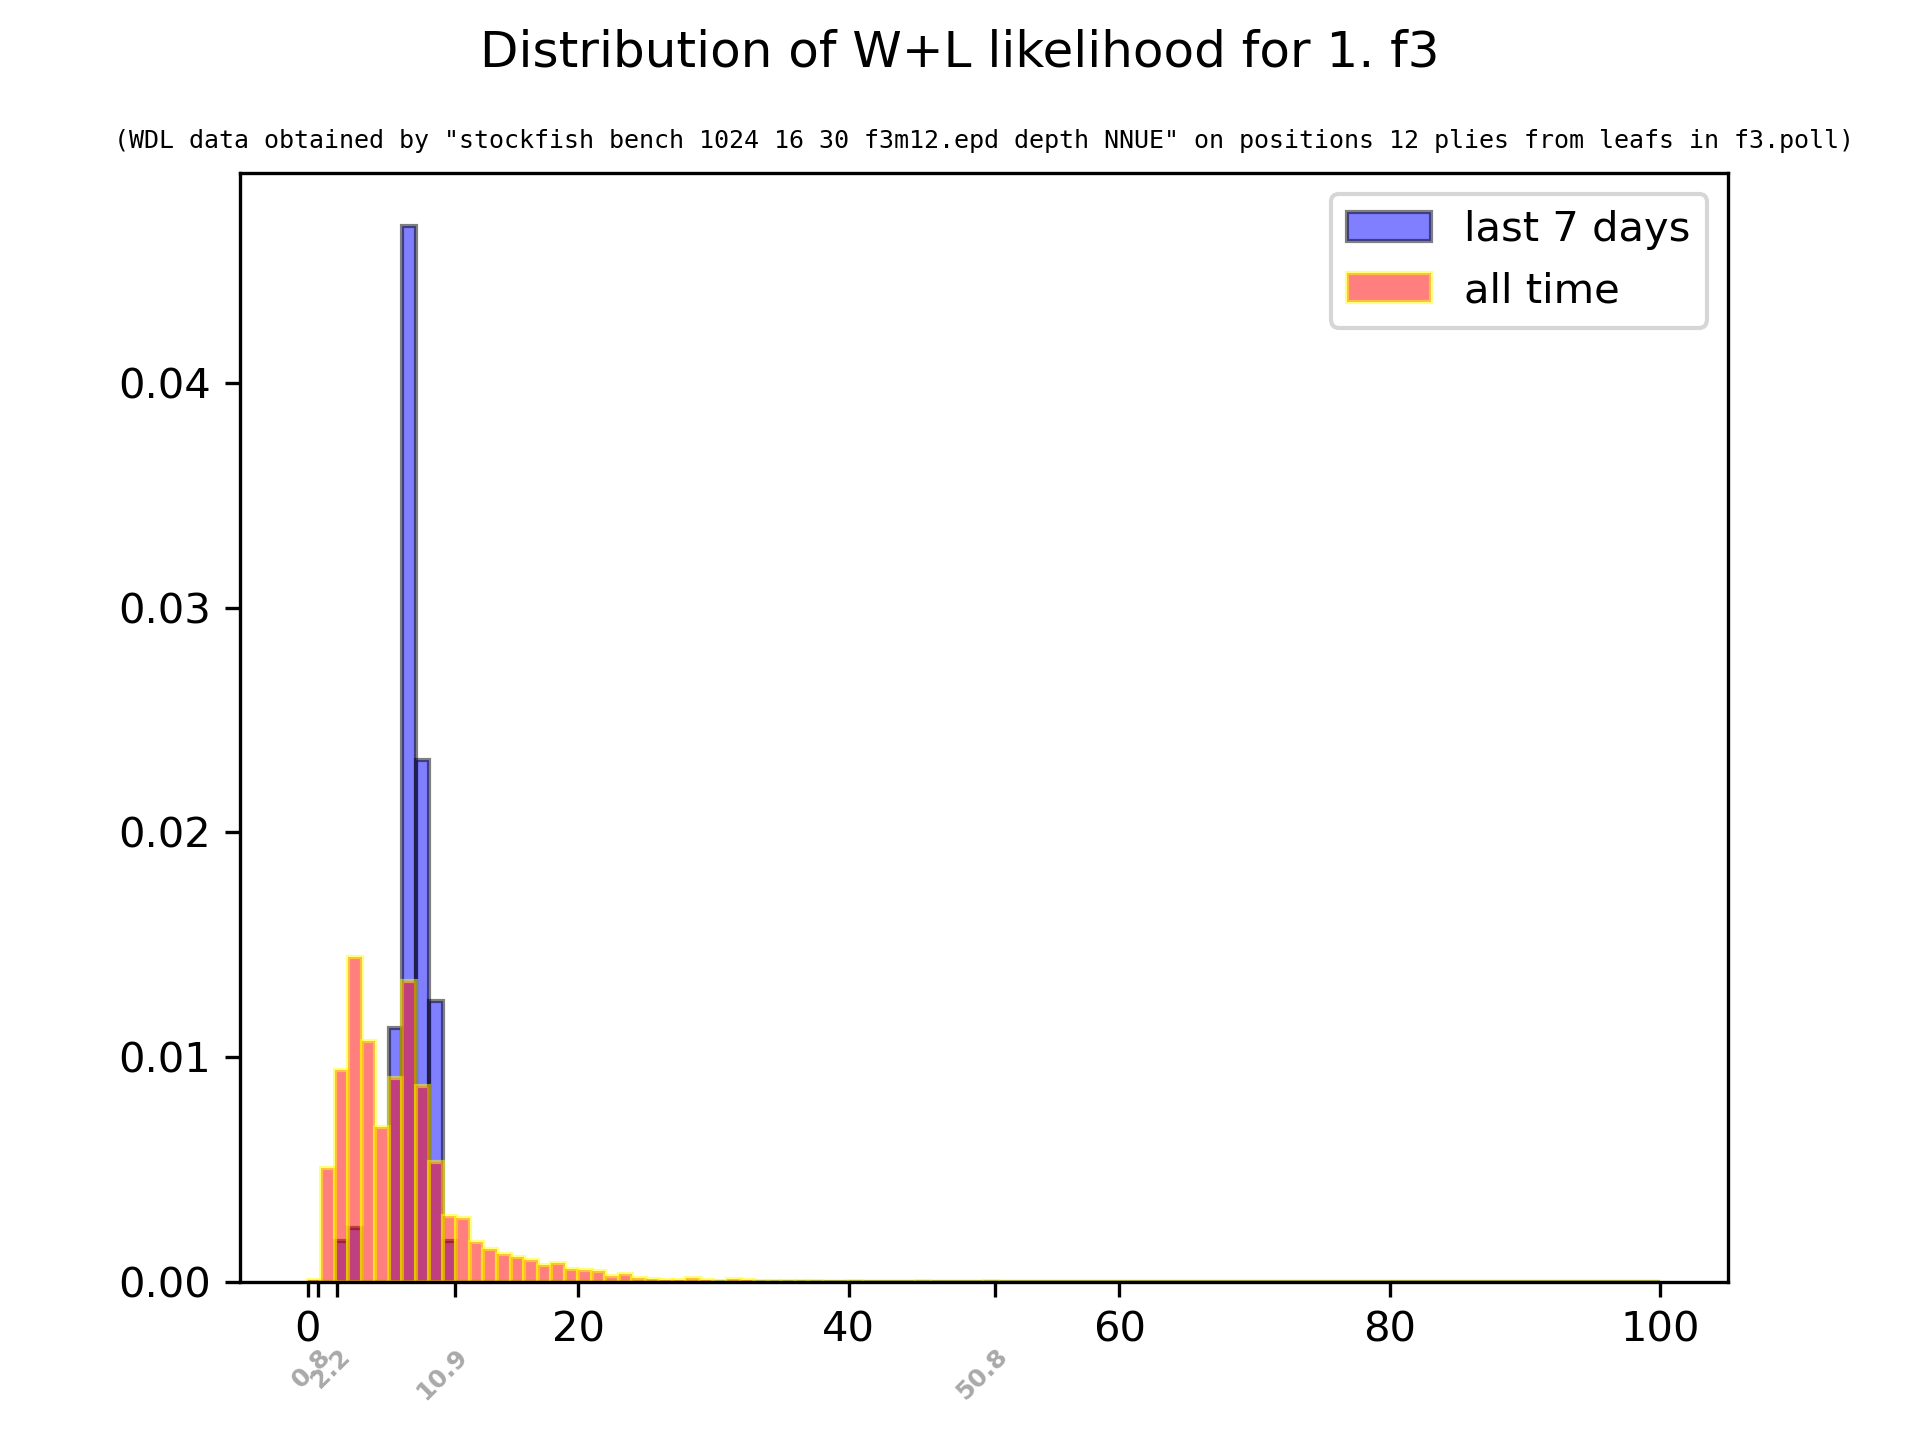 Distribution of W+L likelihood for 1. f3
(WDL data obtained by "stockfish bench 1024 16 30 f3m12.epd depth NNUE" on positions 12 plies from leafs in f3.poll)
last 7 days
all time
0.04
0.03
0.02
0.01
0.00
0 20 40 60 80 100
0.8 2.2 10.9 50.8